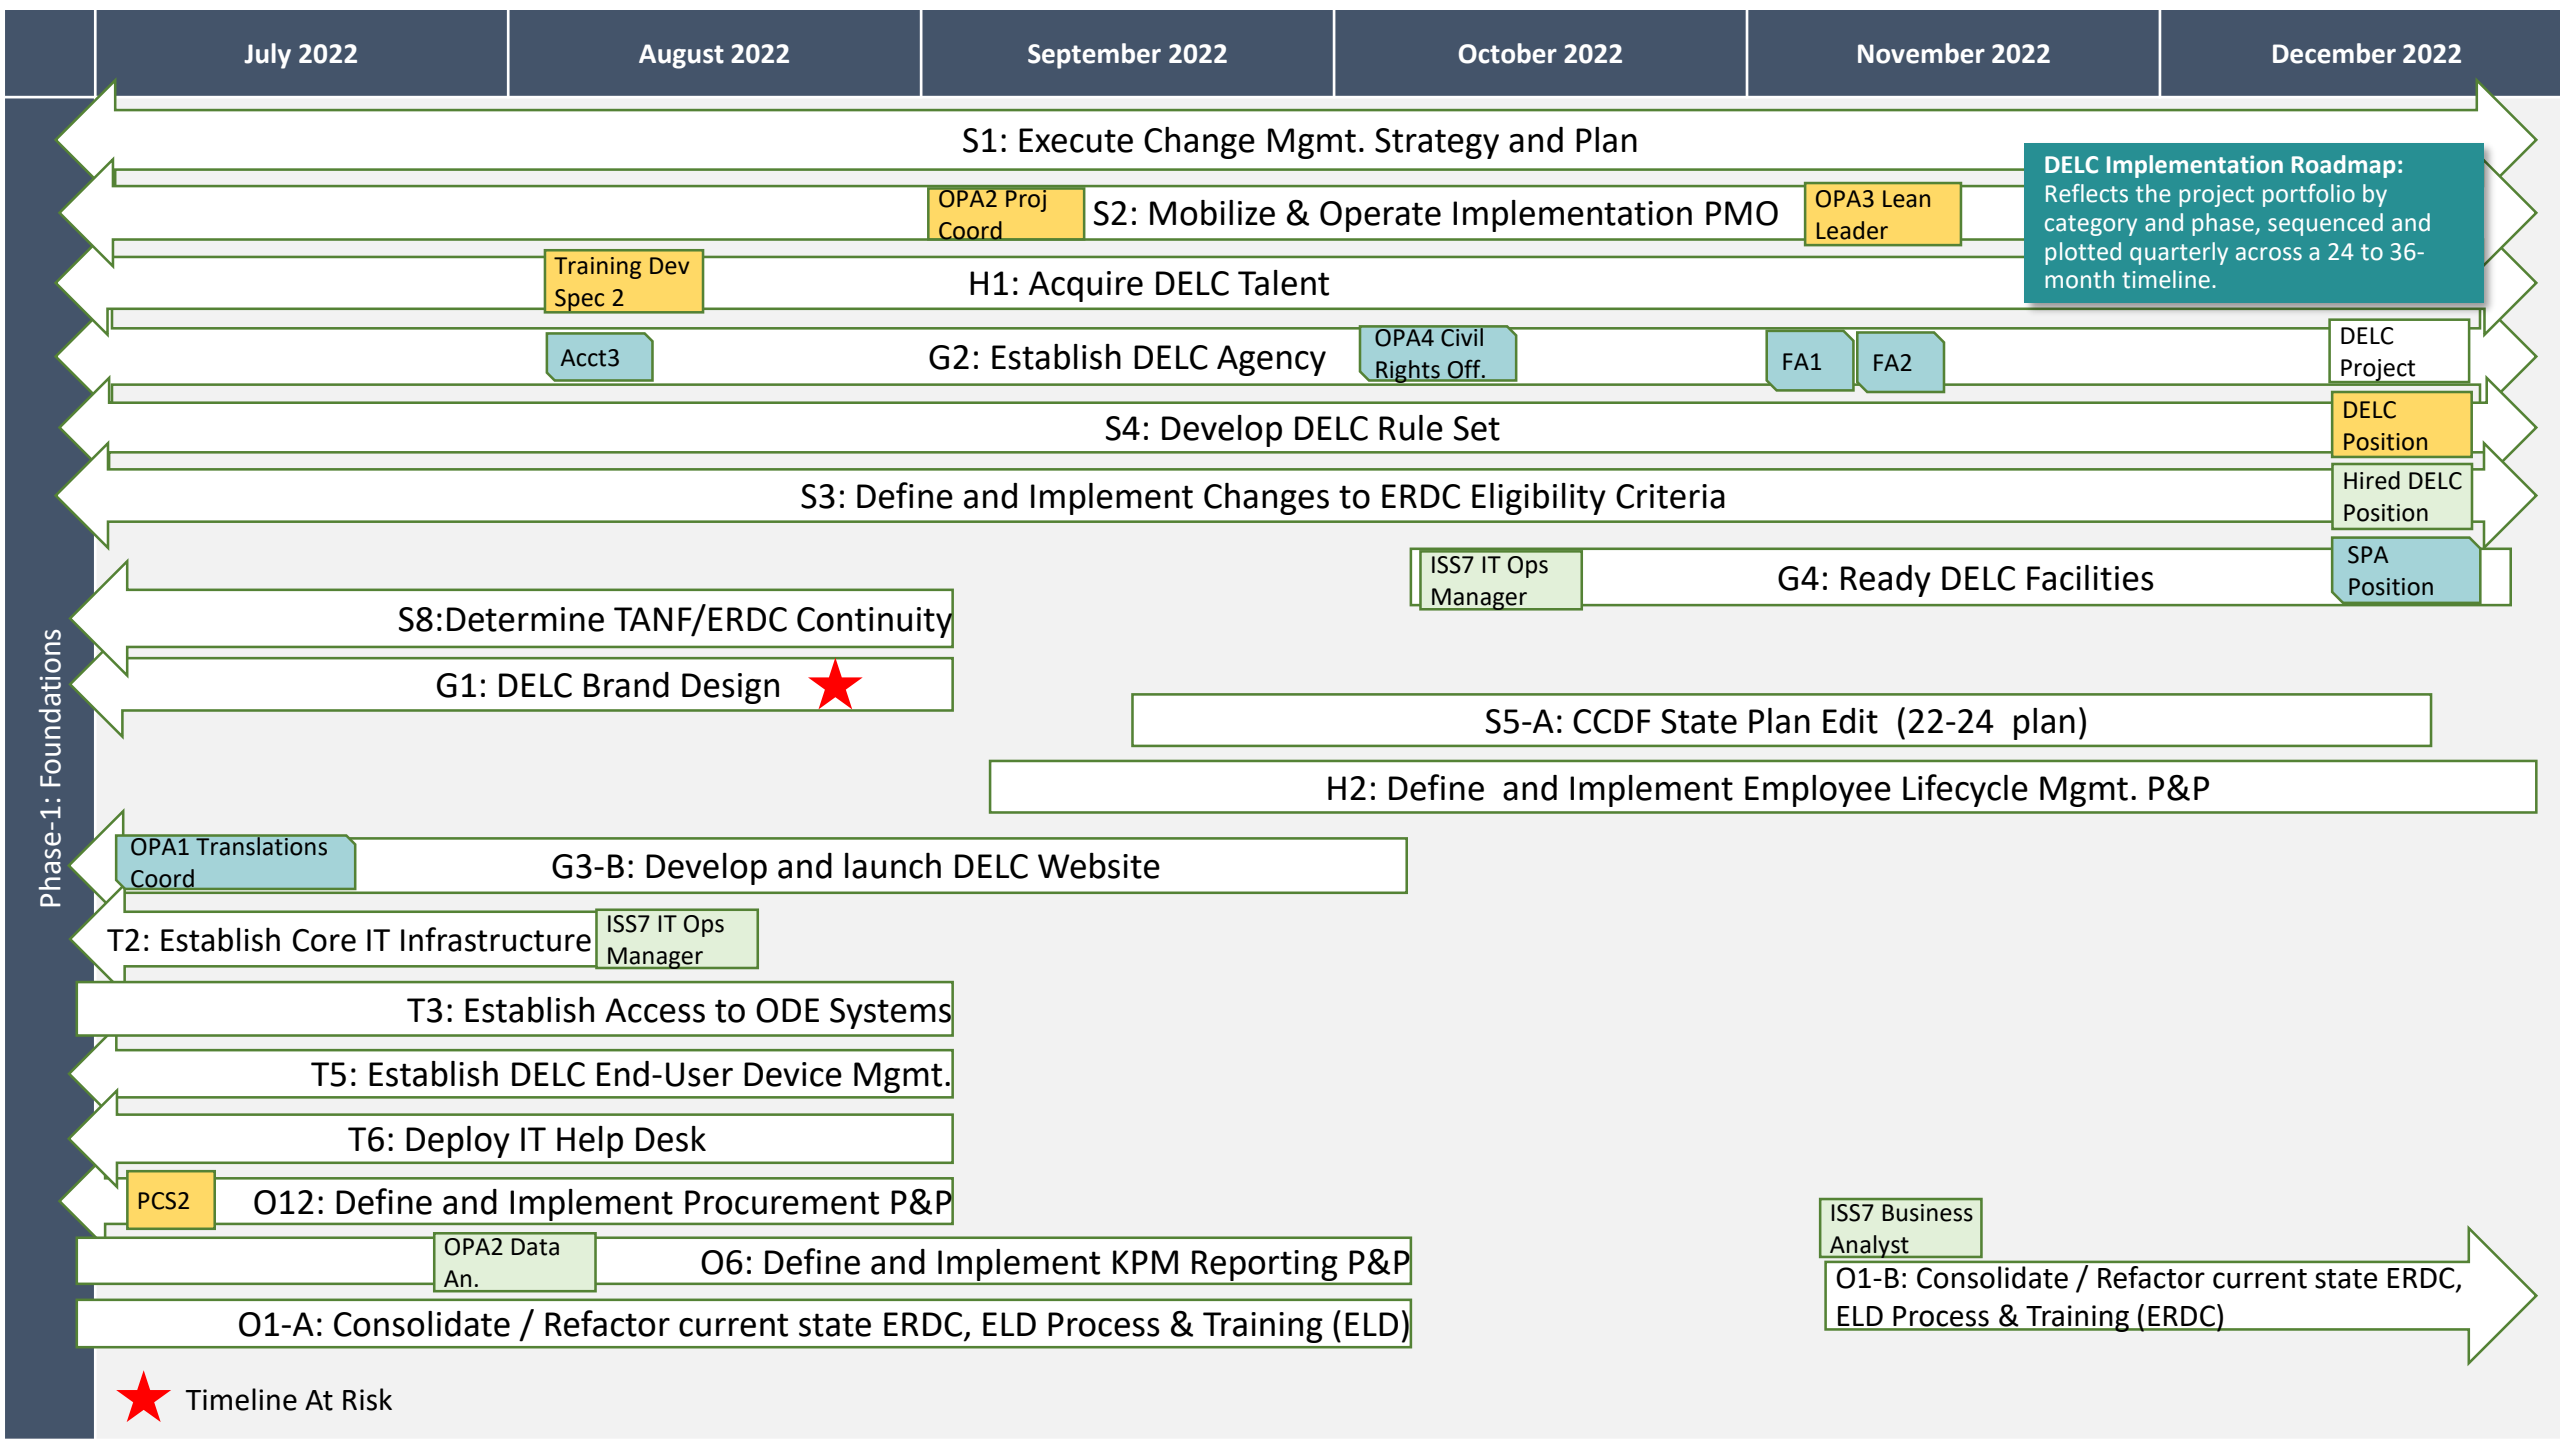 July 2022
August 2022
September 2022
October 2022
November 2022
December 2022
Phase-1: Foundations
S1: Execute Change Mgmt. Strategy and Plan
DELC Implementation Roadmap:
Reflects the project portfolio by
category and phase, sequenced and
plotted quarterly across a 24 to 36-
month timeline.
OPA2 Proj
Coord
S2: Mobilize & Operate Implementation PMO
OPA3 Lean
Leader
Training Dev
Spec 2
H1: Acquire DELC Talent
Acct3
G2: Establish DELC Agency
OPA4 Civil
Rights Off.
FA1
FA2
DELC
Project
S4: Develop DELC Rule Set
DELC
Position
S3: Define and Implement Changes to ERDC Eligibility Criteria
Hired DELC
Position
ISS7 IT Ops
Manager
G4: Ready DELC Facilities
SPA
Position
S8:Determine TANF/ERDC Continuity
G1: DELC Brand Design
S5-A: CCDF State Plan Edit (22-24 plan)
H2: Define and Implement Employee Lifecycle Mgmt. P&P
OPA1 Translations
Coord
G3-B: Develop and launch DELC Website
T2: Establish Core IT Infrastructure
ISS7 IT Ops
Manager
T3: Establish Access to ODE Systems
T5: Establish DELC End-User Device Mgmt.
T6: Deploy IT Help Desk
PCS2
O12: Define and Implement Procurement P&P
OPA2 Data
An.
O6: Define and Implement KPM Reporting P&P
ISS7 Business
Analyst
O1-A: Consolidate / Refactor current state ERDC, ELD Process & Training (ELD)
O1-B: Consolidate / Refactor current state ERDC,
ELD Process & Training (ERDC)
Timeline At Risk